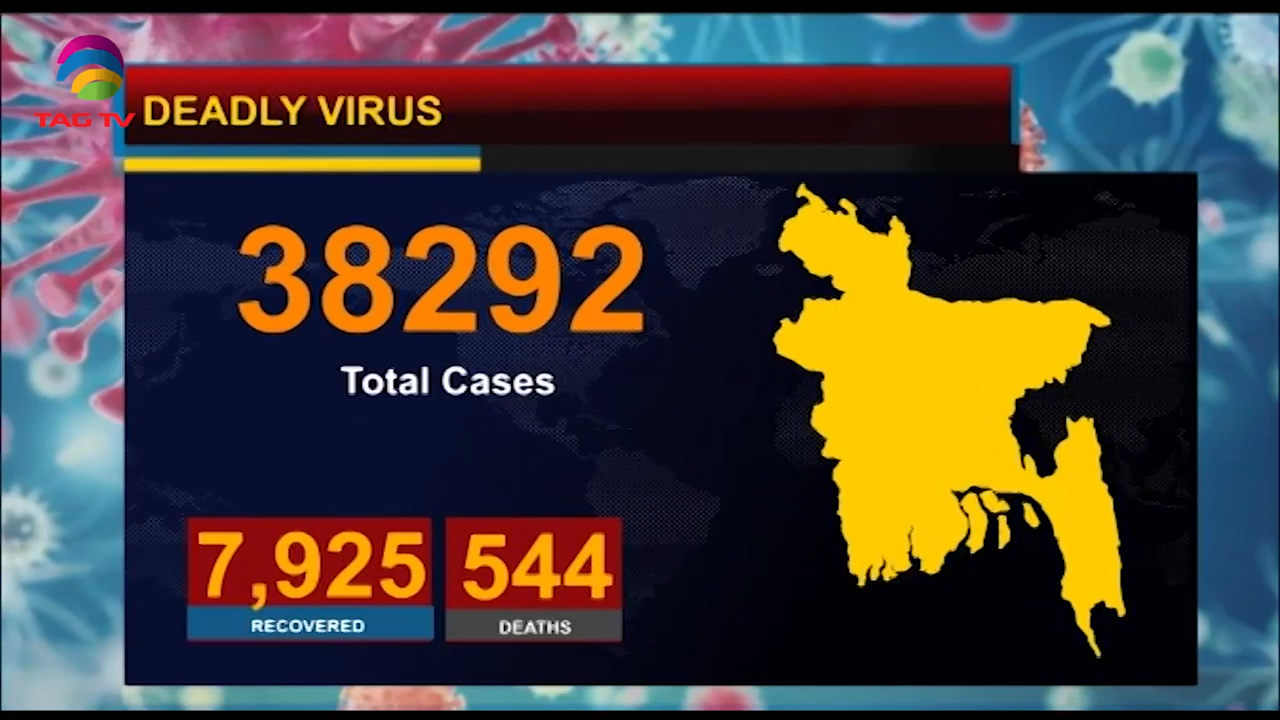 TAG TV
DEADLY VIRUS
38292
Total Cases
7,925
RECOVERED
544
DEATHS